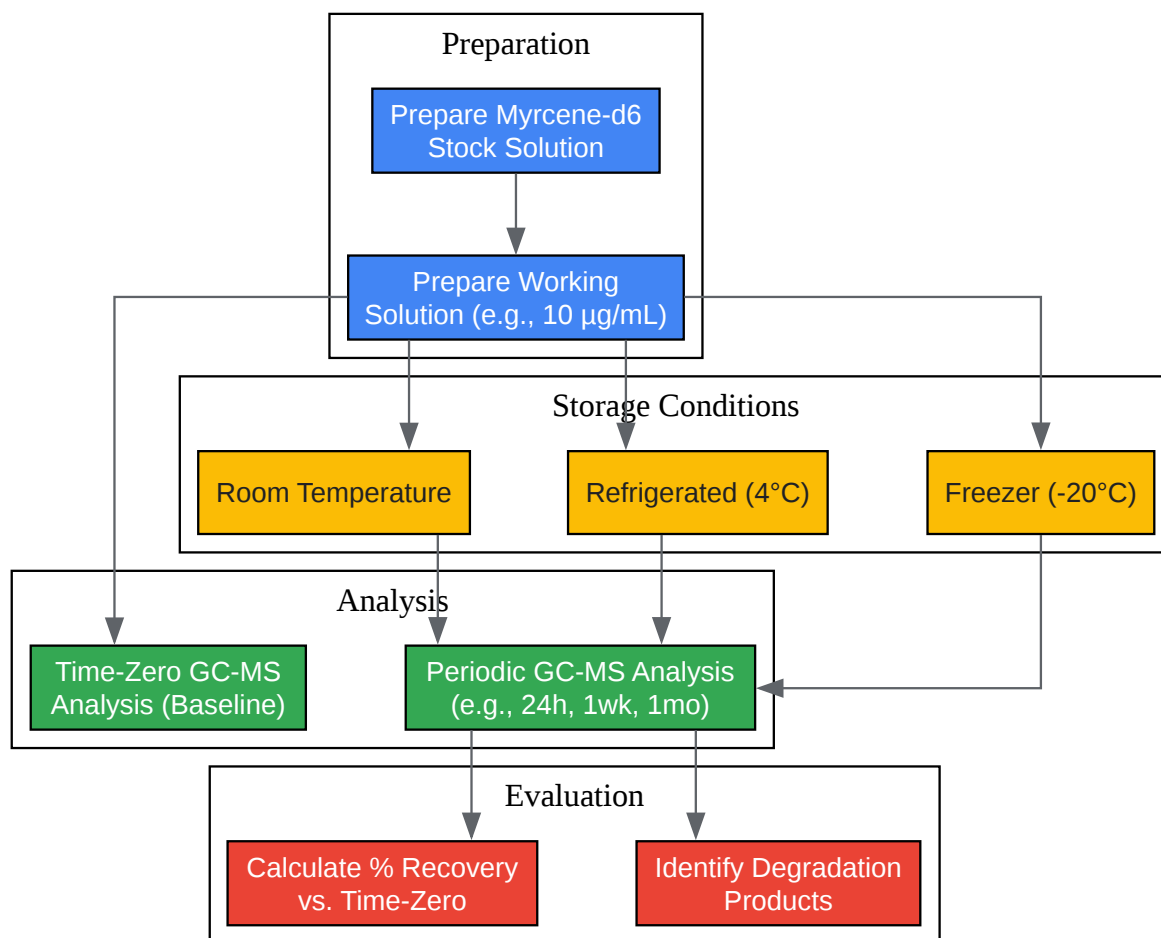 Preparation
Prepare Myrcene-d6
Stock Solution
Prepare Working
Solution (e.g., 10 µg/mL)
Storage Conditions
Room Temperature
Refrigerated (4°C)
Freezer (-20°C)
Analysis
Time-Zero GC-MS
Analysis (Baseline)
Periodic GC-MS Analysis
(e.g., 24h, 1wk, 1mo)
Evaluation
Calculate % Recovery
vs. Time-Zero
Identify Degradation
Products